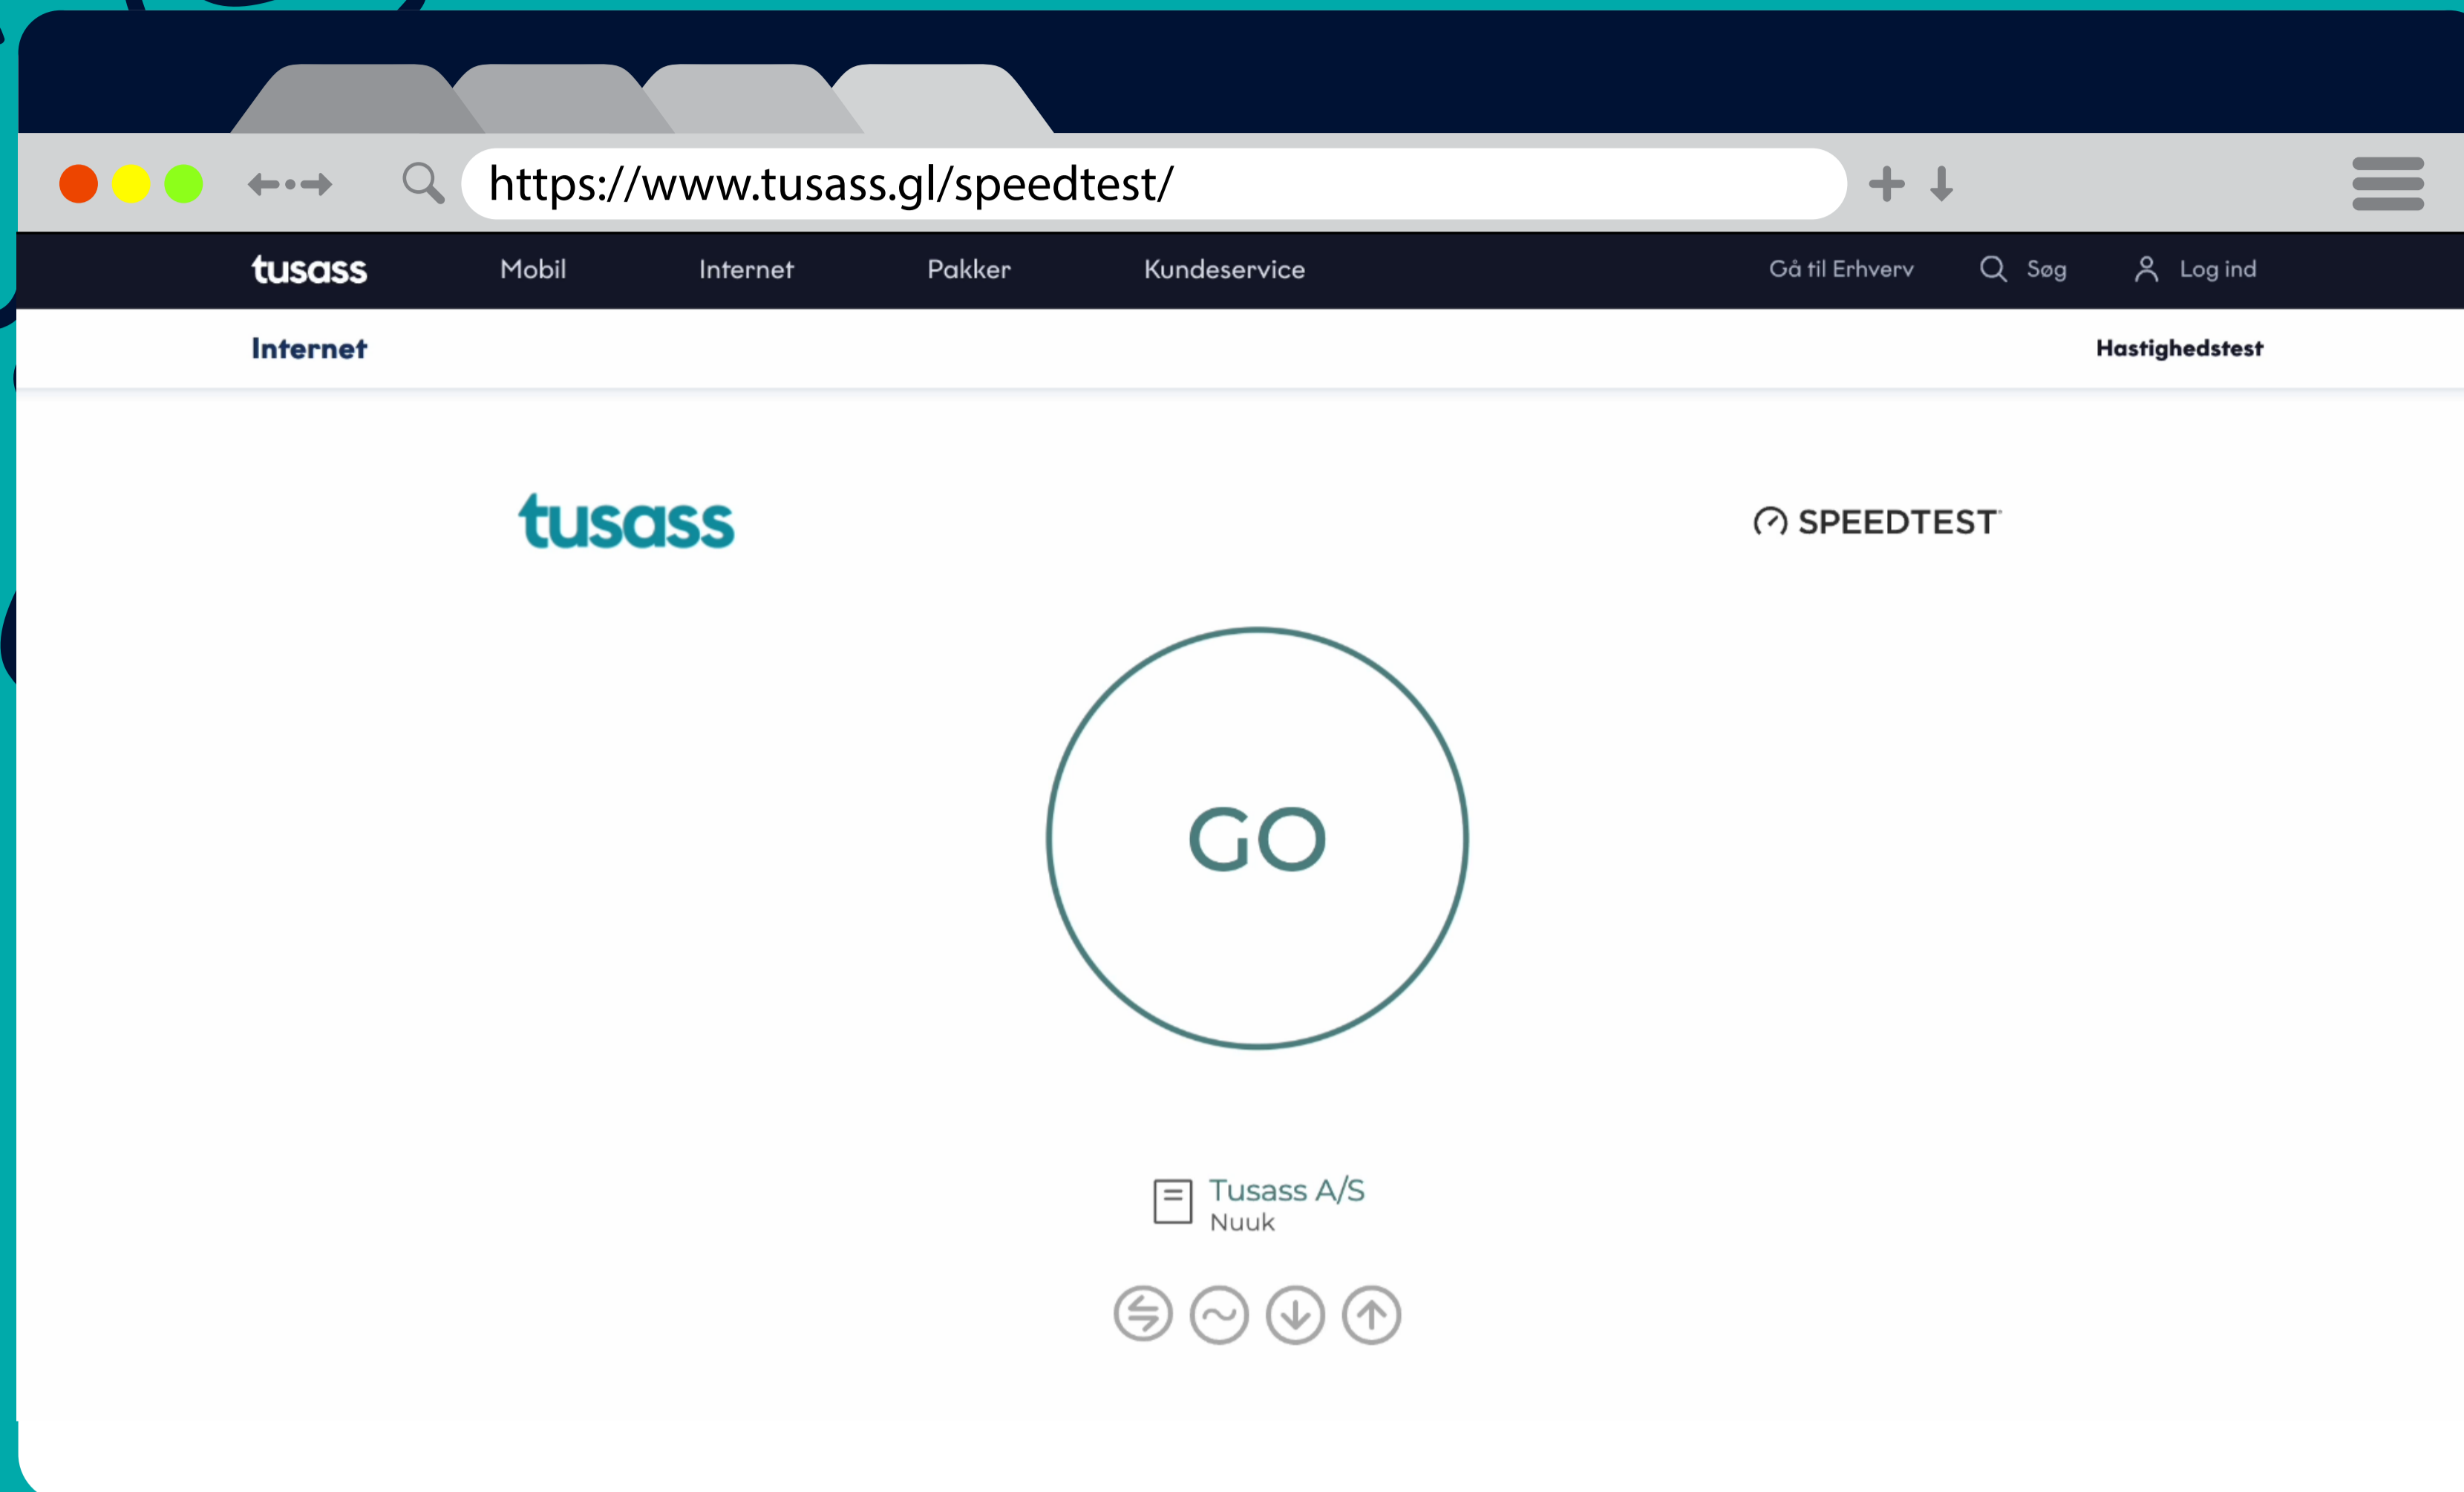 https://www.tusass.gl/speedtest/
tusass Mobil Internet Pakker Kundeservice Gå til Erhverv Søg Log ind
Internet Hastighedstest
tusass SPEEDTEST
GO
Tusass A/S
Nuuk